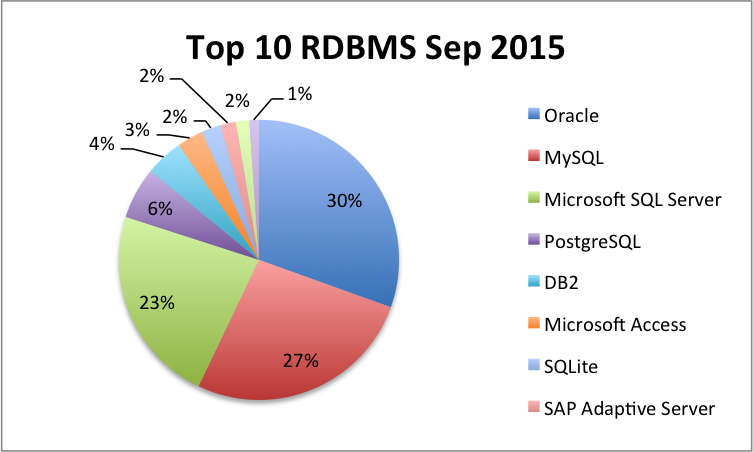 Top 10 RDBMS Sep 2015
2%
2%
1%
2%
3%
4%
6%
30%
23%
27%
Oracle
MySQL
Microsoft SQL Server
PostgreSQL
DB2
Microsoft Access
SQLite
SAP Adaptive Server